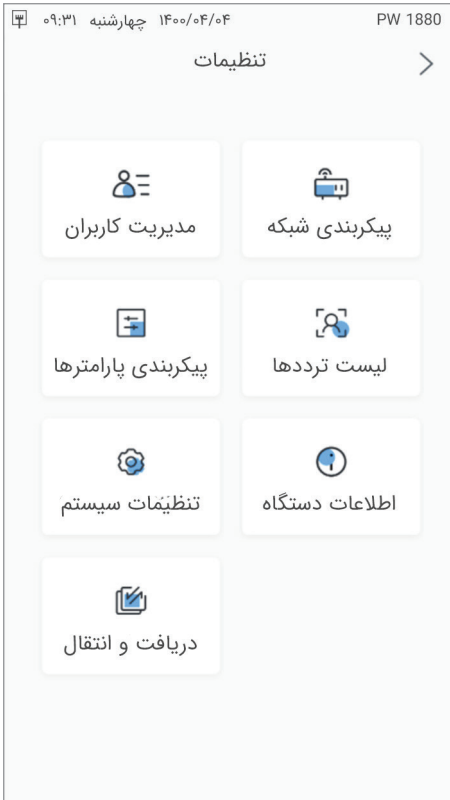 PW 1880
۱۴۰۰/۰۴/۰۴ چهارشنبه ۰۹:۳۱
تنظیمات
پیکربندی شبکه
مدیریت کاربران
لیست ترددها
پیکربندی پارامترها
اطلاعات دستگاه
تنظیمات سیستم
دریافت و انتقال